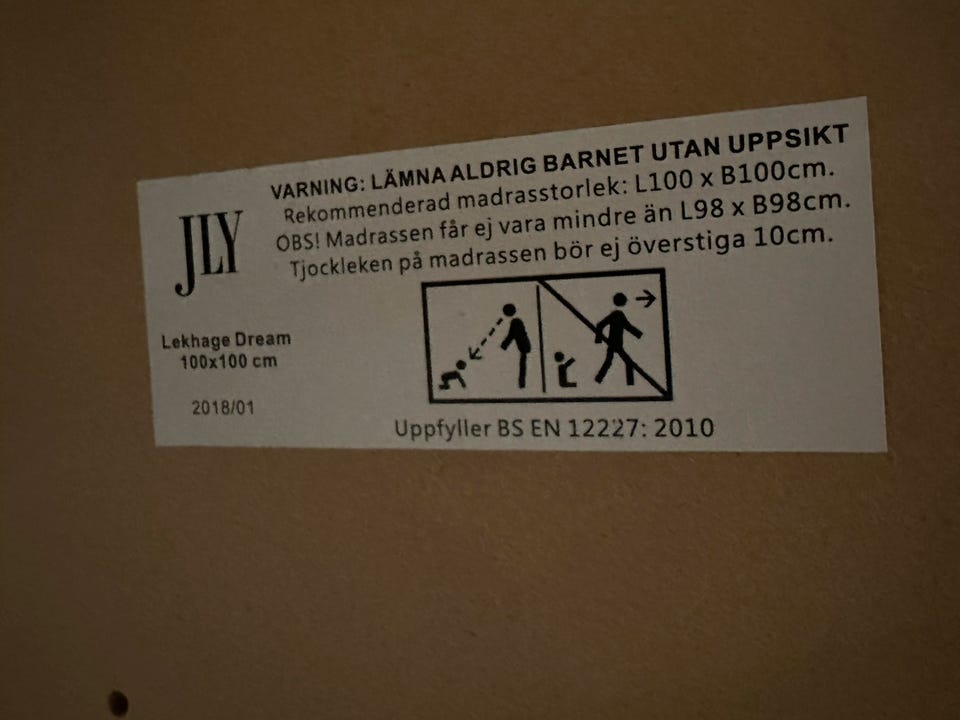 VARNING: LÄMNA ALDRIG BARNET UTAN UPPSIKT
Rekommenderad madrasstorlek: L100 x B100cm.
OBS! Madrassen får ej vara mindre än L98 x B98cm.
Tjockleken på madrassen bör ej överstiga 10cm.
JLY
Lekhage Dream
100x100 cm
2018/01
Uppfyller BS EN 12227: 2010